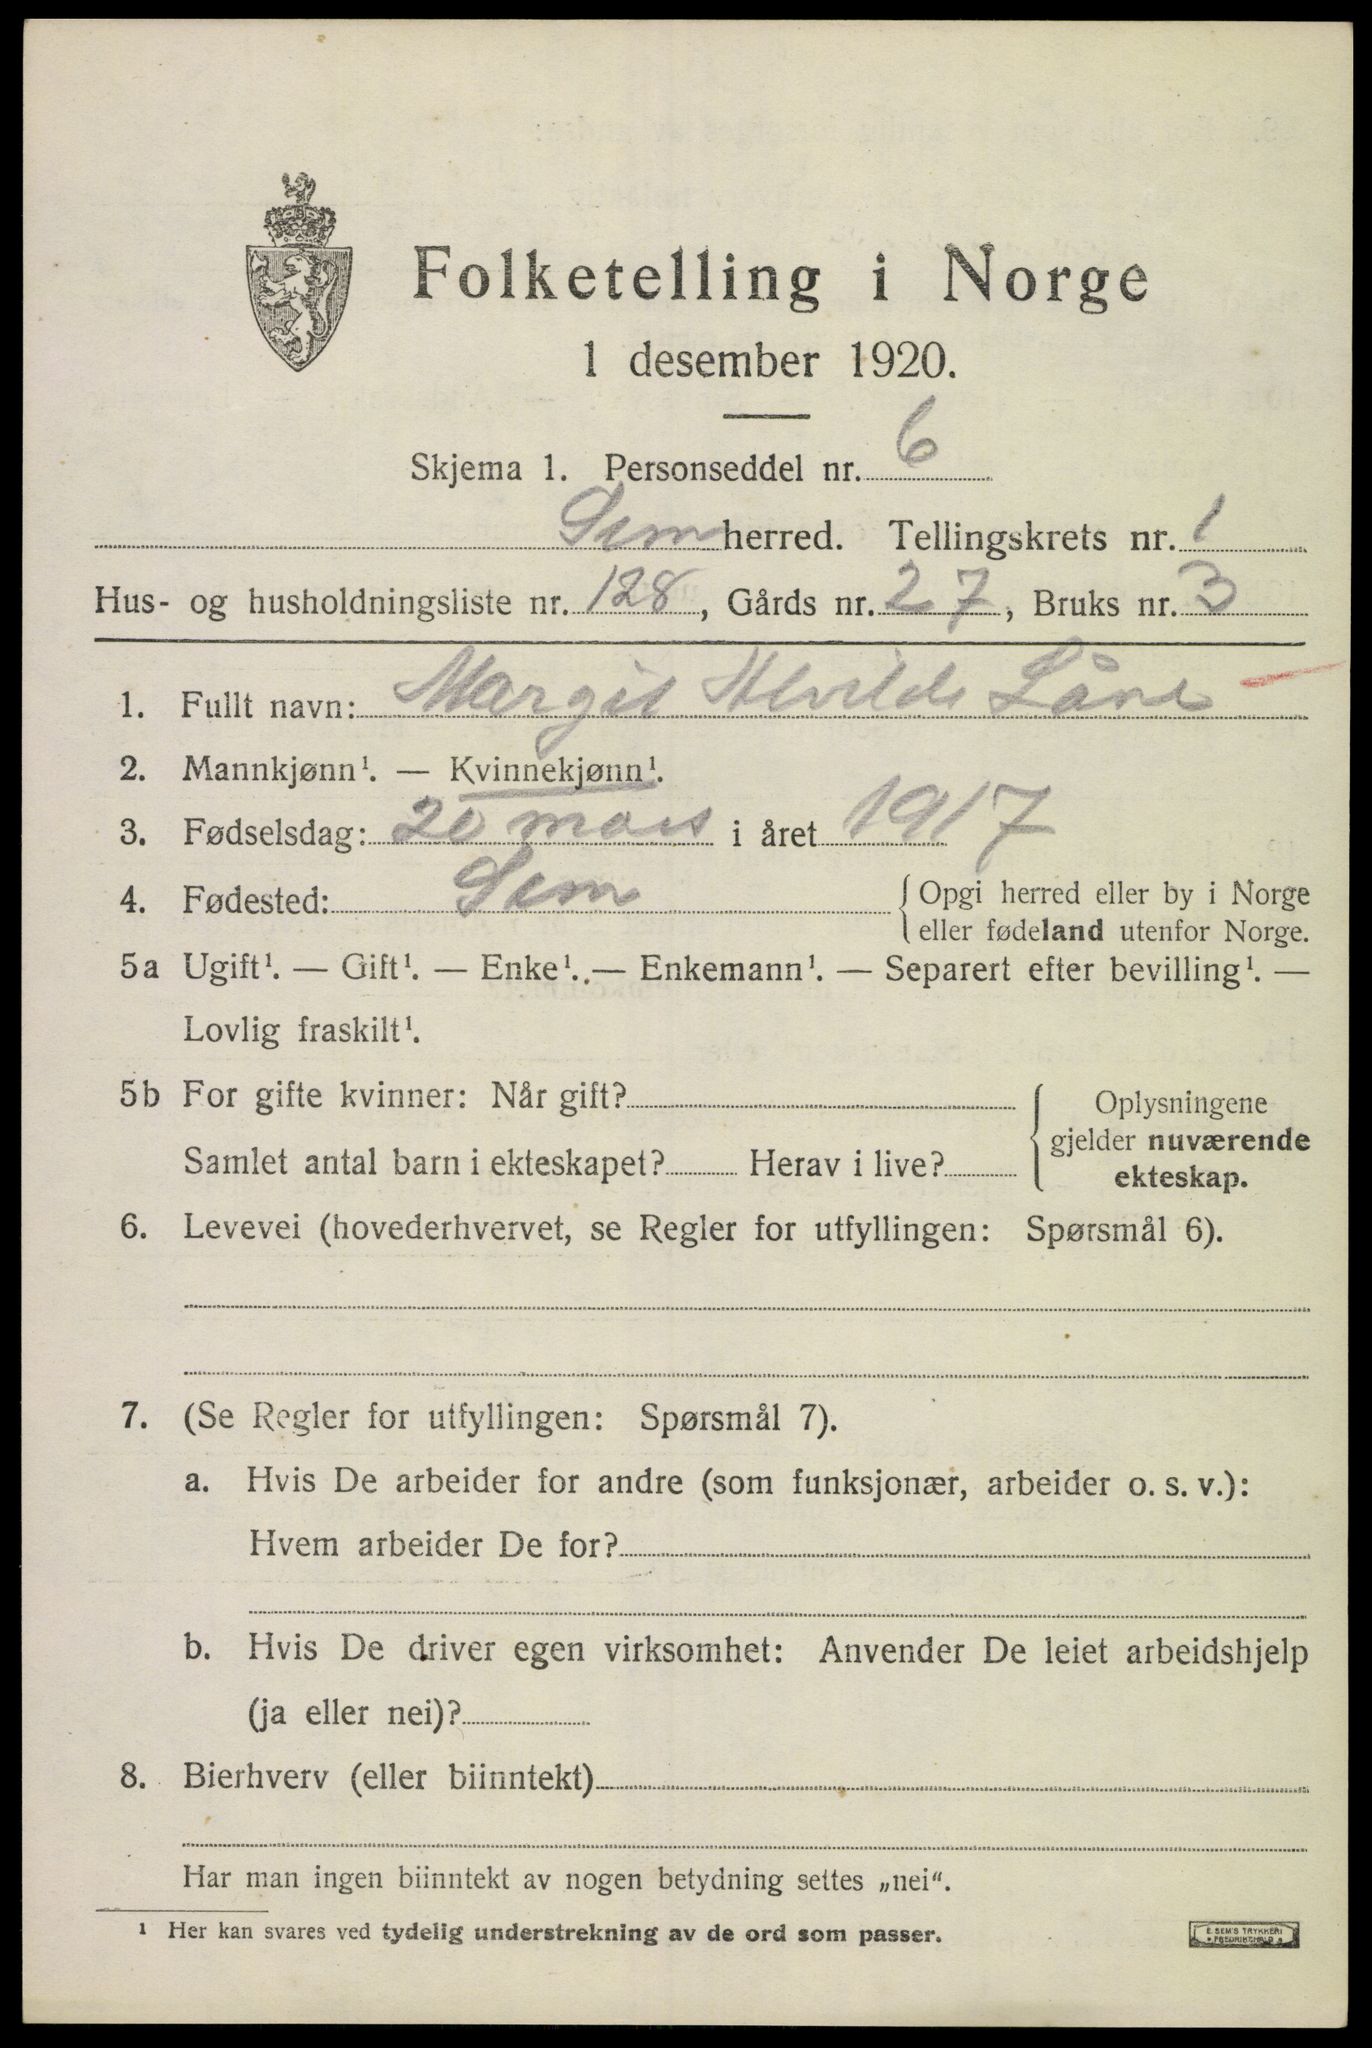 Folketelling i Norge
1 desember 1920.
Skjema 1. Personseddel nr. 6
Sem herred. Tellingskrets nr. 1
Hus- og husholdningsliste nr. 128, Gårds nr. 27, Bruks nr. 3
1. Fullt navn: Margit Alvilde Låne
2. Mannkjønn¹. — Kvinnekjønn¹.
3. Fødselsdag: 20 mars i året 1917
4. Fødested: Sem {Opgi herred eller by i Norge
eller fødeland utenfor Norge.
5a Ugift¹. — Gift¹. — Enke¹. — Enkemann¹. — Separert efter bevilling¹. —
Lovlig fraskilt¹.
5b For gifte kvinner: Når gift? { Oplysningene
gjelder nuværende
Samlet antal barn i ekteskapet? Herav i live?
ekteskap.
6. Levevei (hovederhvervet, se Regler for utfyllingen: Spørsmål 6).
7. (Se Regler for utfyllingen: Spørsmål 7).
a. Hvis De arbeider for andre (som funksjonær, arbeider o. s. v.):
Hvem arbeider De for?
b. Hvis De driver egen virksomhet: Anvender De leiet arbeidshjelp
(ja eller nei)?
8. Bierhverv (eller biinntekt)
Har man ingen biinntekt av nogen betydning settes „nei“.
¹ Her kan svares ved tydelig understrekning av de ord som passer.
E. SEM'S TRYKKERI
FREDRIKSHALD